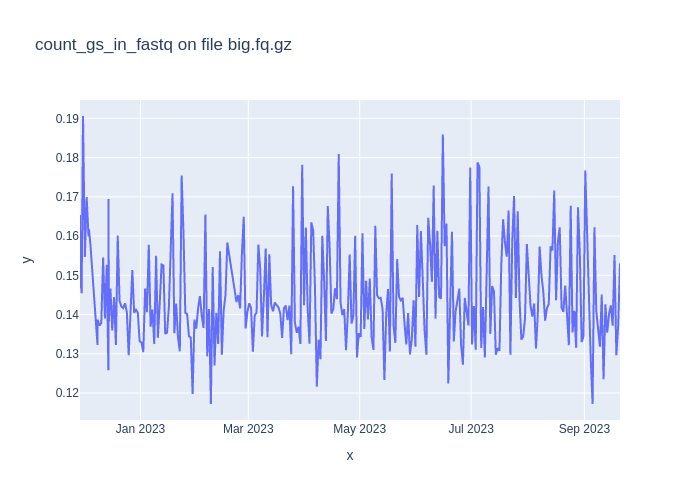 count_gs_in_fastq on file big.fq.gz
0.19
0.18
0.17
0.16
0.15
0.14
0.13
0.12
y
Jan 2023 Mar 2023 May 2023 Jul 2023 Sep 2023
x